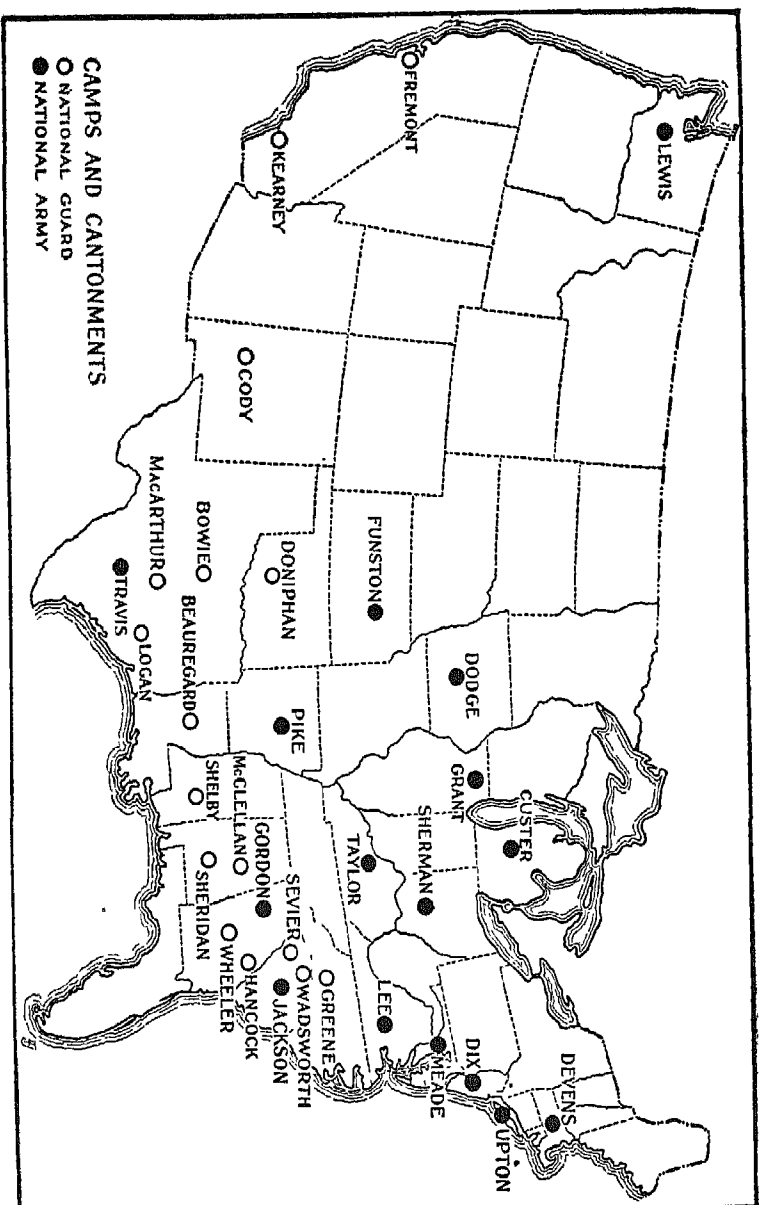 CAMPS AND CANTONMENTS
NATIONAL GUARD
NATIONAL ARMY
LEWIS
FREMONT
KEARNEY
CODY
FUNSTON
DONIPHAN
BOWIE
MACARTHUR
TRAVIS
LOGAN
BEAUREGARD
DODGE
PIKE
GRANT
CUSTER
SHERMAN
TAYLOR
SHELBY
MCCLELLAN
GORDON
SHERIDAN
SEVIER
WHEELER
HANCOCK
JACKSON
WADSWORTH
GREENE
LEE
MEADE
DIX
UPTON
DEVENS